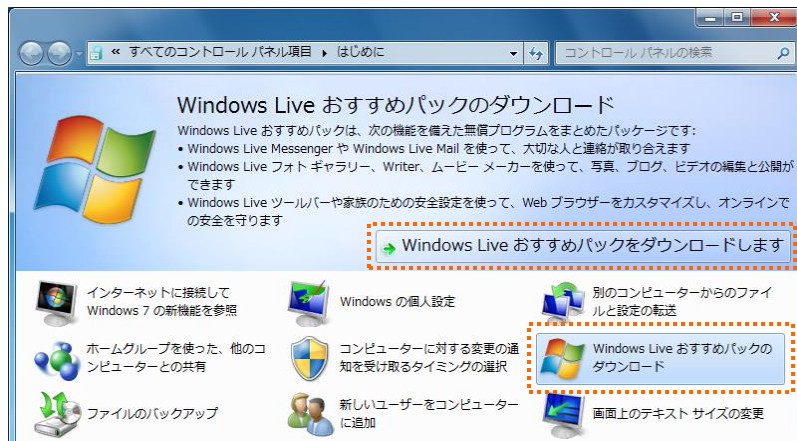 « すべてのコントロール パネル項目 ▸ はじめに
コントロール パネルの検索
Windows Live おすすめパックのダウンロード
Windows Live おすすめパックは、次の機能を備えた無償プログラムをまとめたパッケージです:
• Windows Live Messenger や Windows Live Mail を使って、大切な人と連絡が取り合えます
• Windows Live フォト ギャラリー、Writer、ムービー メーカーを使って、写真、ブログ、ビデオの編集と公開が
できます
• Windows Live ツールバーや家族のための安全設定を使って、Web ブラウザーをカスタマイズし、オンラインで
の安全を守ります
Windows Live おすすめパックをダウンロードします
インターネットに接続して
Windows 7 の新機能を参照
Windows の個人設定
別のコンピューターからのファイ
ルと設定の転送
ホームグループを使った、他のコ
ンピューターとの共有
コンピューターに対する変更の通
知を受け取るタイミングの選択
Windows Live おすすめパックの
ダウンロード
ファイルのバックアップ
新しいユーザーをコンピューター
に追加
画面上のテキスト サイズの変更